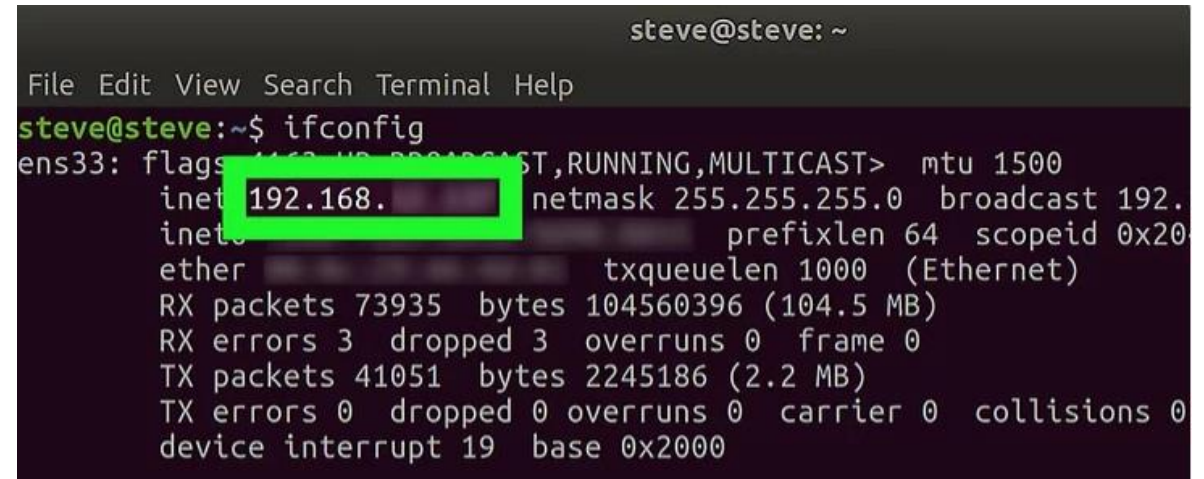 steve@steve: ~
File Edit View Search Terminal Help
steve@steve:~$ ifconfig
ens33: flags ST,RUNNING,MULTICAST> mtu 1500
inet 192.168. netmask 255.255.255.0 broadcast 192.
prefixlen 64 scopeid 0x20
ether txqueuelen 1000 (Ethernet)
RX packets 73935 bytes 104560396 (104.5 MB)
RX errors 3 dropped 3 overruns 0 frame 0
TX packets 41051 bytes 2245186 (2.2 MB)
TX errors 0 dropped 0 overruns 0 carrier 0 collisions 0
device interrupt 19 base 0x2000